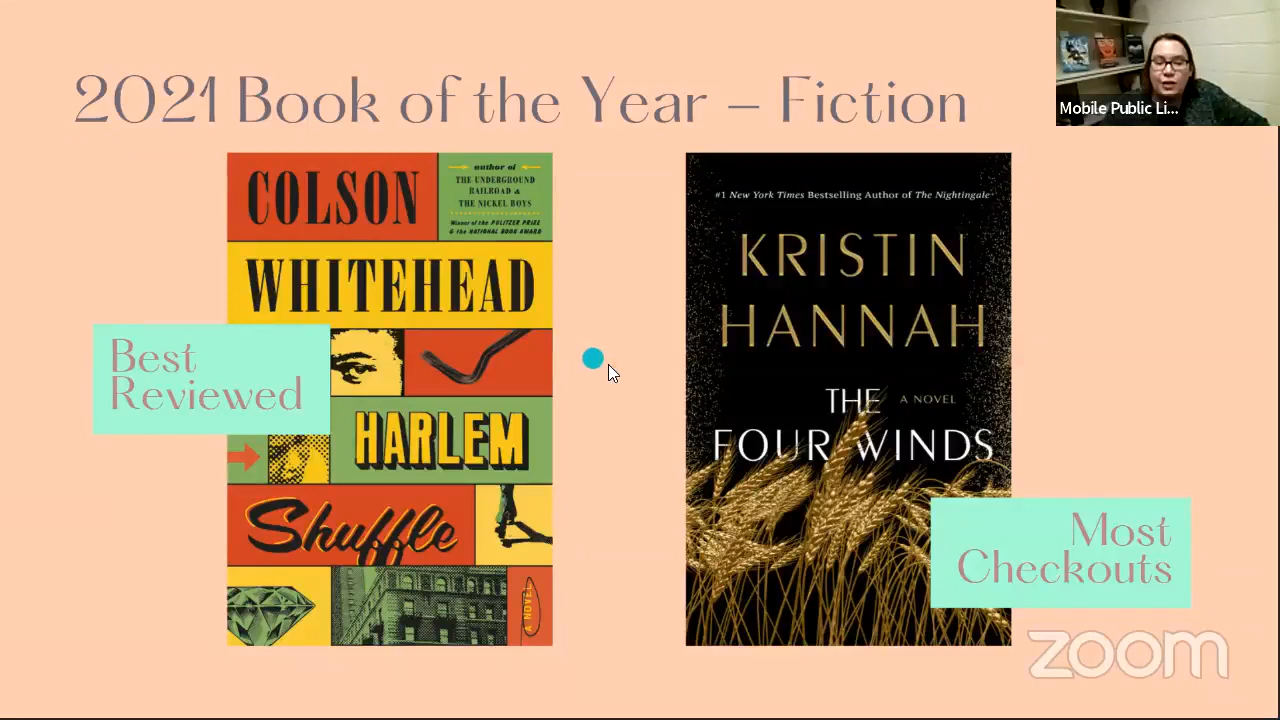 2021 Book of the Year – Fiction
Mobile Public Li...
COLSON
author of
THE UNDERGROUND
RAILROAD &
THE NICKEL BOYS
Winner of the PULITZER PRIZE
& the NATIONAL BOOK AWARD
WHITEHEAD
Best
Reviewed
HARLEM
Shuffle
A NOVEL
#1 New York Times Bestselling Author of The Nightingale
KRISTIN
HANNAH
THE A NOVEL
FOUR WINDS
Most
Checkouts
zoom